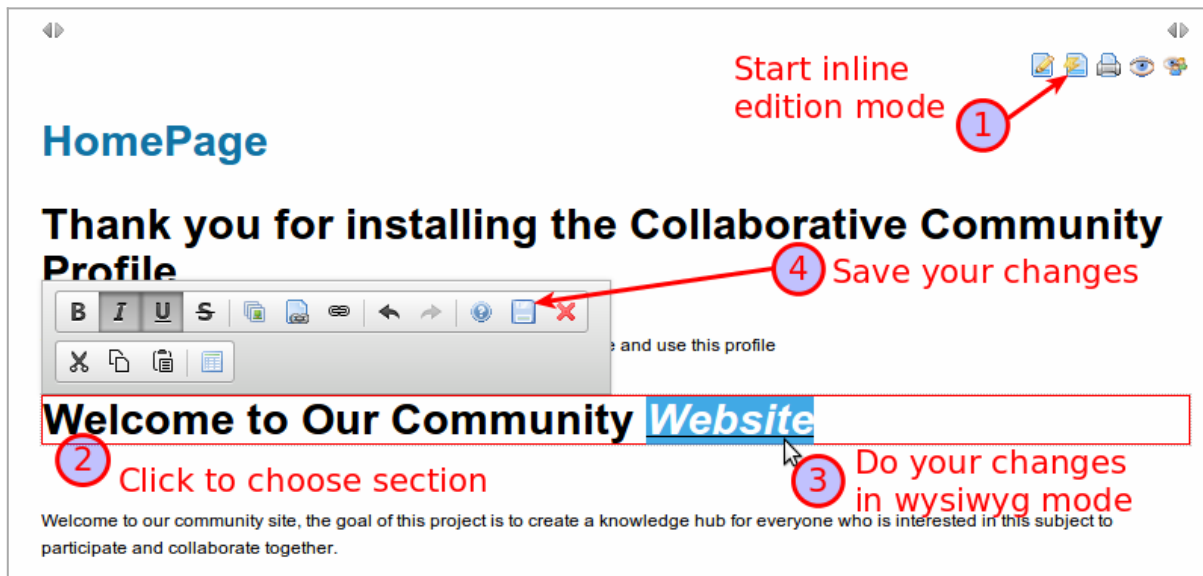 Start inline
edition mode
1
HomePage
Thank you for installing the Collaborative Community
Profile
4 Save your changes
B I U S
e and use this profile
Welcome to Our Community Website
2 Click to choose section
3 Do your changes
in wysiwyg mode
Welcome to our community site, the goal of this project is to create a knowledge hub for everyone who is interested in this subject to
participate and collaborate together.